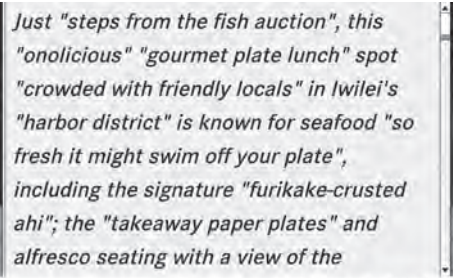 Just "steps from the fish auction", this
"onolicious" "gourmet plate lunch" spot
"crowded with friendly locals" in Iwilei's
"harbor district" is known for seafood "so
fresh it might swim off your plate",
including the signature "furikake-crusted
ahi"; the "takeaway paper plates" and
alfresco seating with a view of the